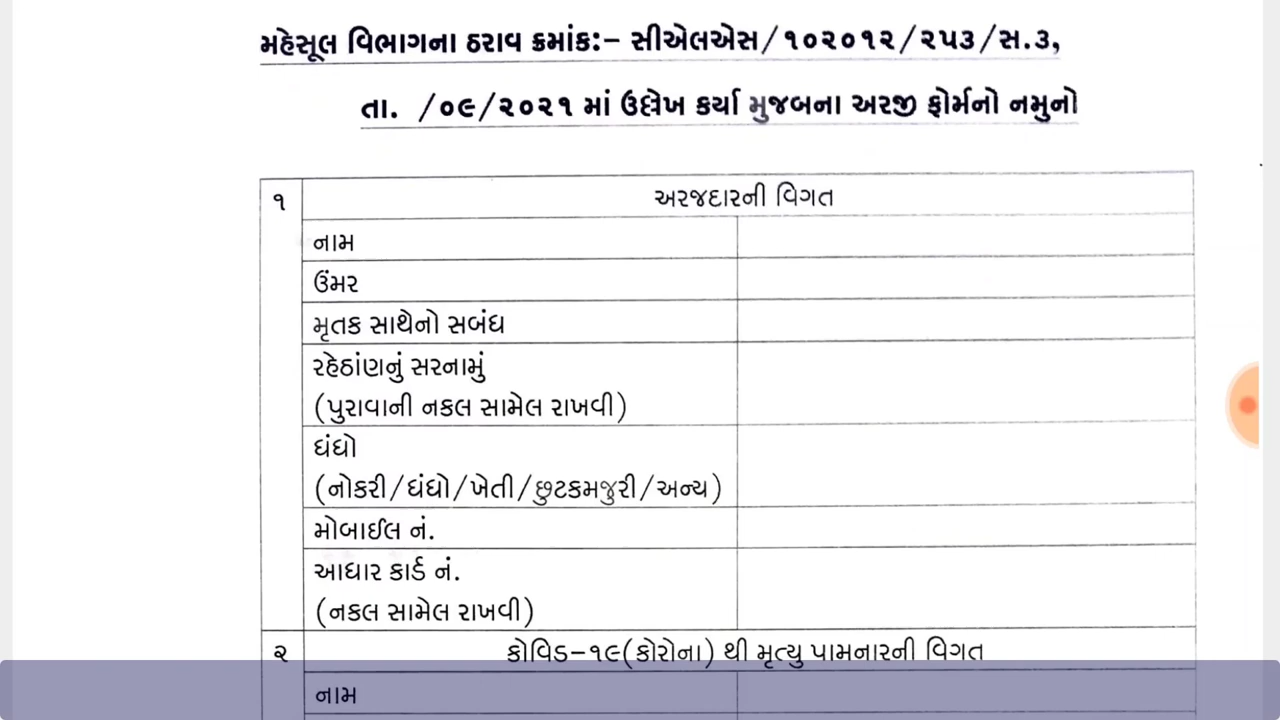 મહેસૂલ વિભાગના ઠરાવ ક્રમાંક:- સીએલએસ/૧૦૨૦૧૨/૨૫૩/સ.૩,
તા. /૦૯/૨૦૨૧ માં ઉલ્લેખ કર્યા મુજબના અરજી ફોર્મનો નમુનો
૧ અરજદારની વિગત
નામ
ઉંમર
મૃતક સાથેનો સબંધ
રહેઠાંણનું સરનામું
(પુરાવાની નકલ સામેલ રાખવી)
ધંધો
(નોકરી/ધંધો/ખેતી/છુટકમજુરી/અન્ય)
મોબાઈલ નં.
આધાર કાર્ડ નં.
(નકલ સામેલ રાખવી)
૨ કોવિડ-૧૯(કોરોના) થી મૃત્યુ પામનારની વિગત
નામ